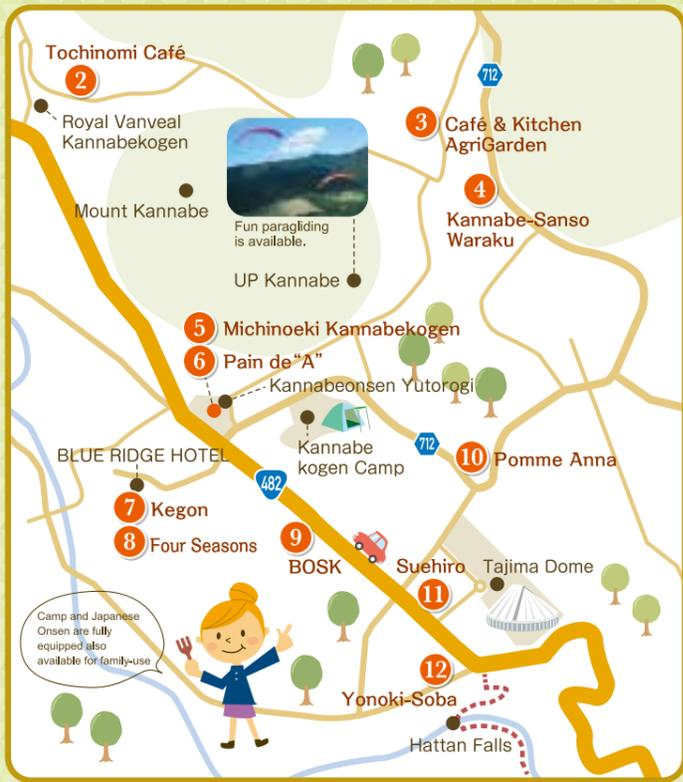 Tochinomi Café
2
Royal Vanveal
Kannabekogen
712
3
Café & Kitchen
AgriGarden
4
Kannabe-Sanso
Waraku
Mount Kannabe
Fun paragliding
is available.
UP Kannabe
5 Michinoeki Kannabekogen
6 Pain de "A"
Kannabeonsen Yutorogi
Kannabe
kogen Camp
712
10 Pomme Anna
BLUE RIDGE HOTEL
482
7 Kegon
8 Four Seasons
9
BOSK
Suehiro
11
Tajima Dome
Camp and Japanese
Onsen are fully
equipped also
available for family-use
12
Yonoki-Soba
Hattan Falls